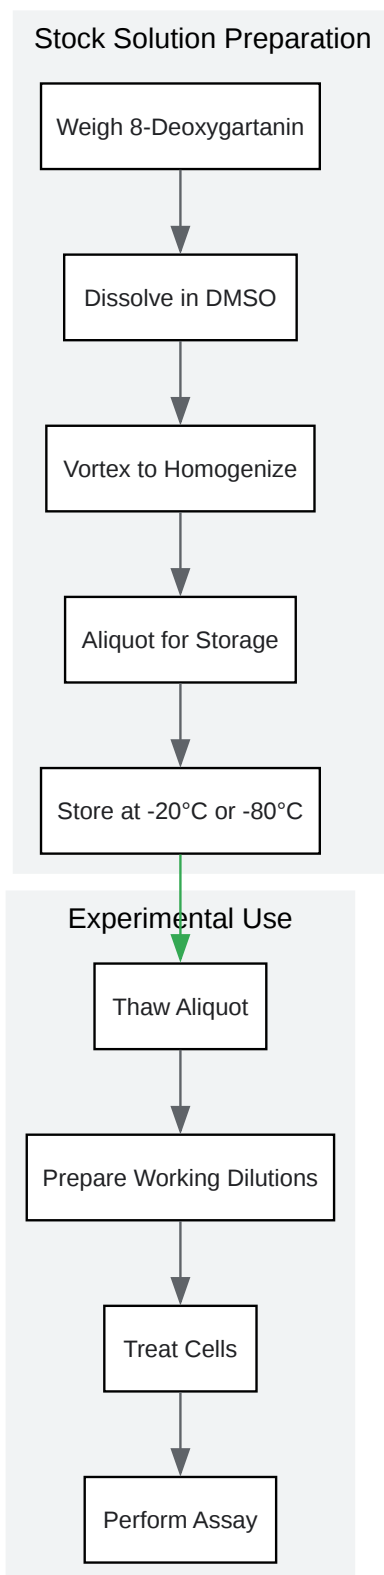 Stock Solution Preparation
Weigh 8-Deoxygartanin
Dissolve in DMSO
Vortex to Homogenize
Aliquot for Storage
Store at -20°C or -80°C
Experimental Use
Thaw Aliquot
Prepare Working Dilutions
Treat Cells
Perform Assay